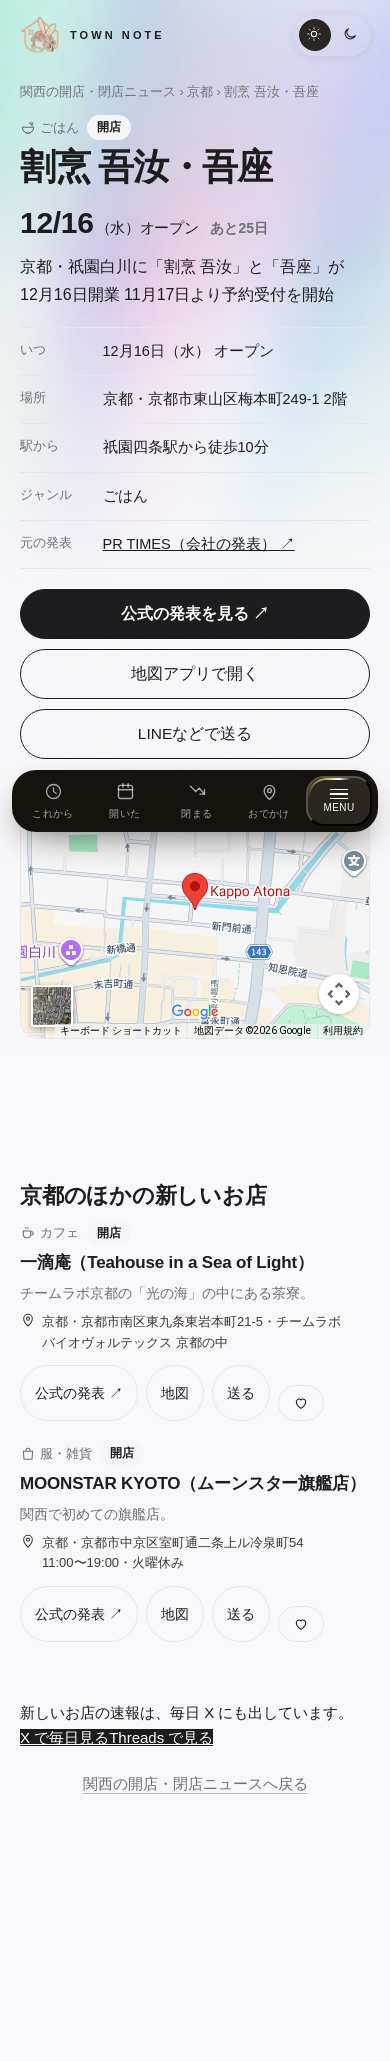 TOWN NOTE
関西の開店・閉店ニュース › 京都 › 割烹 吾汝・吾座
ごはん 開店
割烹 吾汝・吾座
12/16（水）オープン あと25日
京都・祇園白川に「割烹 吾汝」と「吾座」が
12月16日開業 11月17日より予約受付を開始
いつ 12月16日（水） オープン
場所 京都・京都市東山区梅本町249-1 2階
駅から 祇園四条駅から徒歩10分
ジャンル ごはん
元の発表 PR TIMES（会社の発表） ↗
公式の発表を見る ↗
地図アプリで開く
LINEなどで送る
これから 開いた 閉まる おでかけ MENU
文
Kappo Atona
新門前通
園白川
新橋通
143
知恩院道
末吉町通
Google
キーボード ショートカット 地図データ ©2026 Google 利用規約
京都のほかの新しいお店
カフェ 開店
一滴庵（Teahouse in a Sea of Light）
チームラボ京都の「光の海」の中にある茶寮。
京都・京都市南区東九条東岩本町21-5・チームラボ
バイオヴォルテックス 京都の中
公式の発表 ↗ 地図 送る
服・雑貨 開店
MOONSTAR KYOTO（ムーンスター旗艦店）
関西で初めての旗艦店。
京都・京都市中京区室町通二条上ル冷泉町54
11:00〜19:00・火曜休み
公式の発表 ↗ 地図 送る
新しいお店の速報は、毎日 X にも出しています。
X で毎日見るThreads で見る
関西の開店・閉店ニュースへ戻る